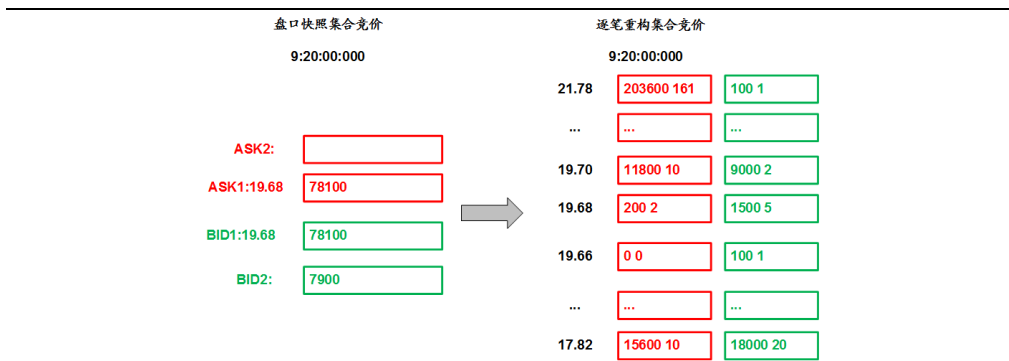 盘口快照集合竞价
9:20:00:000
ASK2:
ASK1:19.68 78100
BID1:19.68 78100
BID2: 7900
逐笔重构集合竞价
9:20:00:000
21.78 203600 161 100 1
... ... ...
19.70 11800 10 9000 2
19.68 200 2 1500 5
19.66 0 0 100 1
... ... ...
17.82 15600 10 18000 20